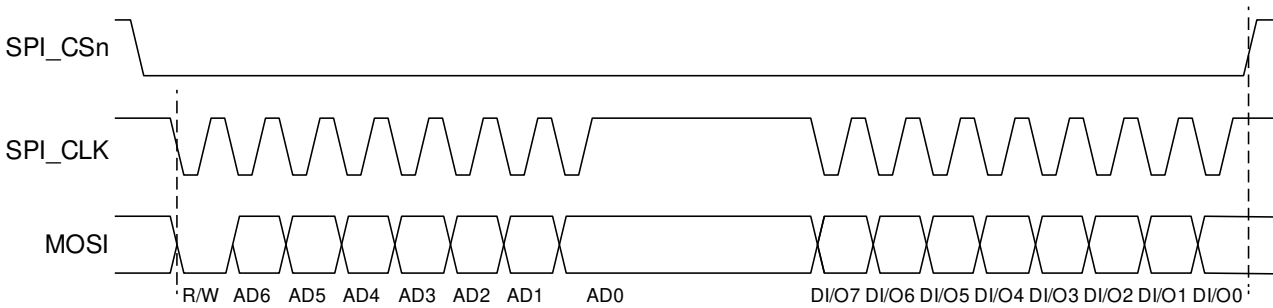 SPI_CSn
SPI_CLK
MOSI
R/W AD6 AD5 AD4 AD3 AD2 AD1 AD0 DI/O7 DI/O6 DI/O5 DI/O4 DI/O3 DI/O2 DI/O1 DI/O0